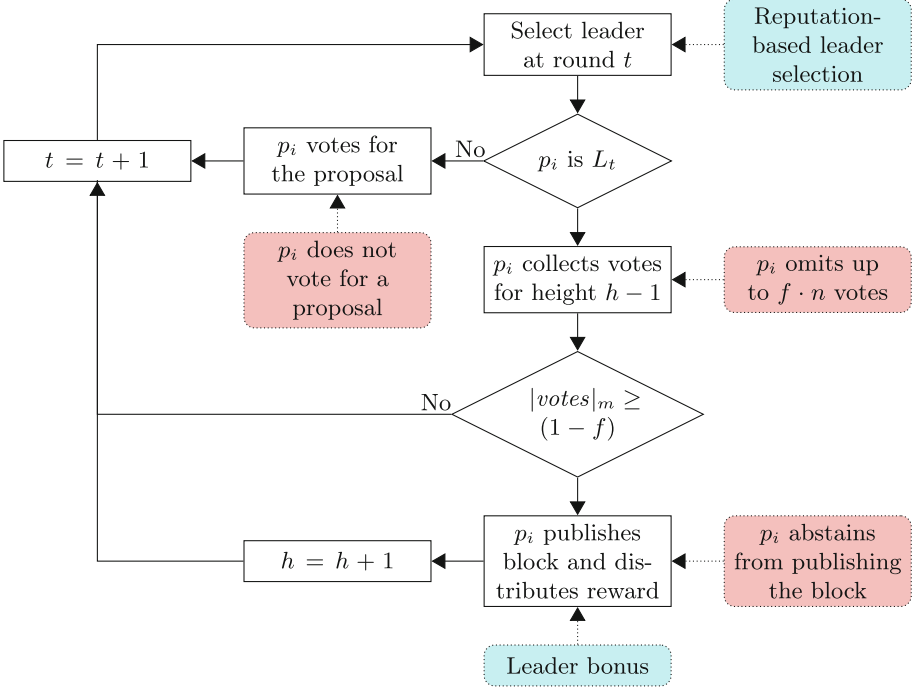 Select leader
at round t
Reputation-
based leader
selection
t = t + 1
p_i votes for
the proposal
No
p_i is L_t
p_i does not
vote for a
proposal
p_i collects votes
for height h − 1
p_i omits up
to f · n votes
No
|votes|_m ≥
(1 − f)
h = h + 1
p_i publishes
block and dis-
tributes reward
p_i abstains
from publishing
the block
Leader bonus